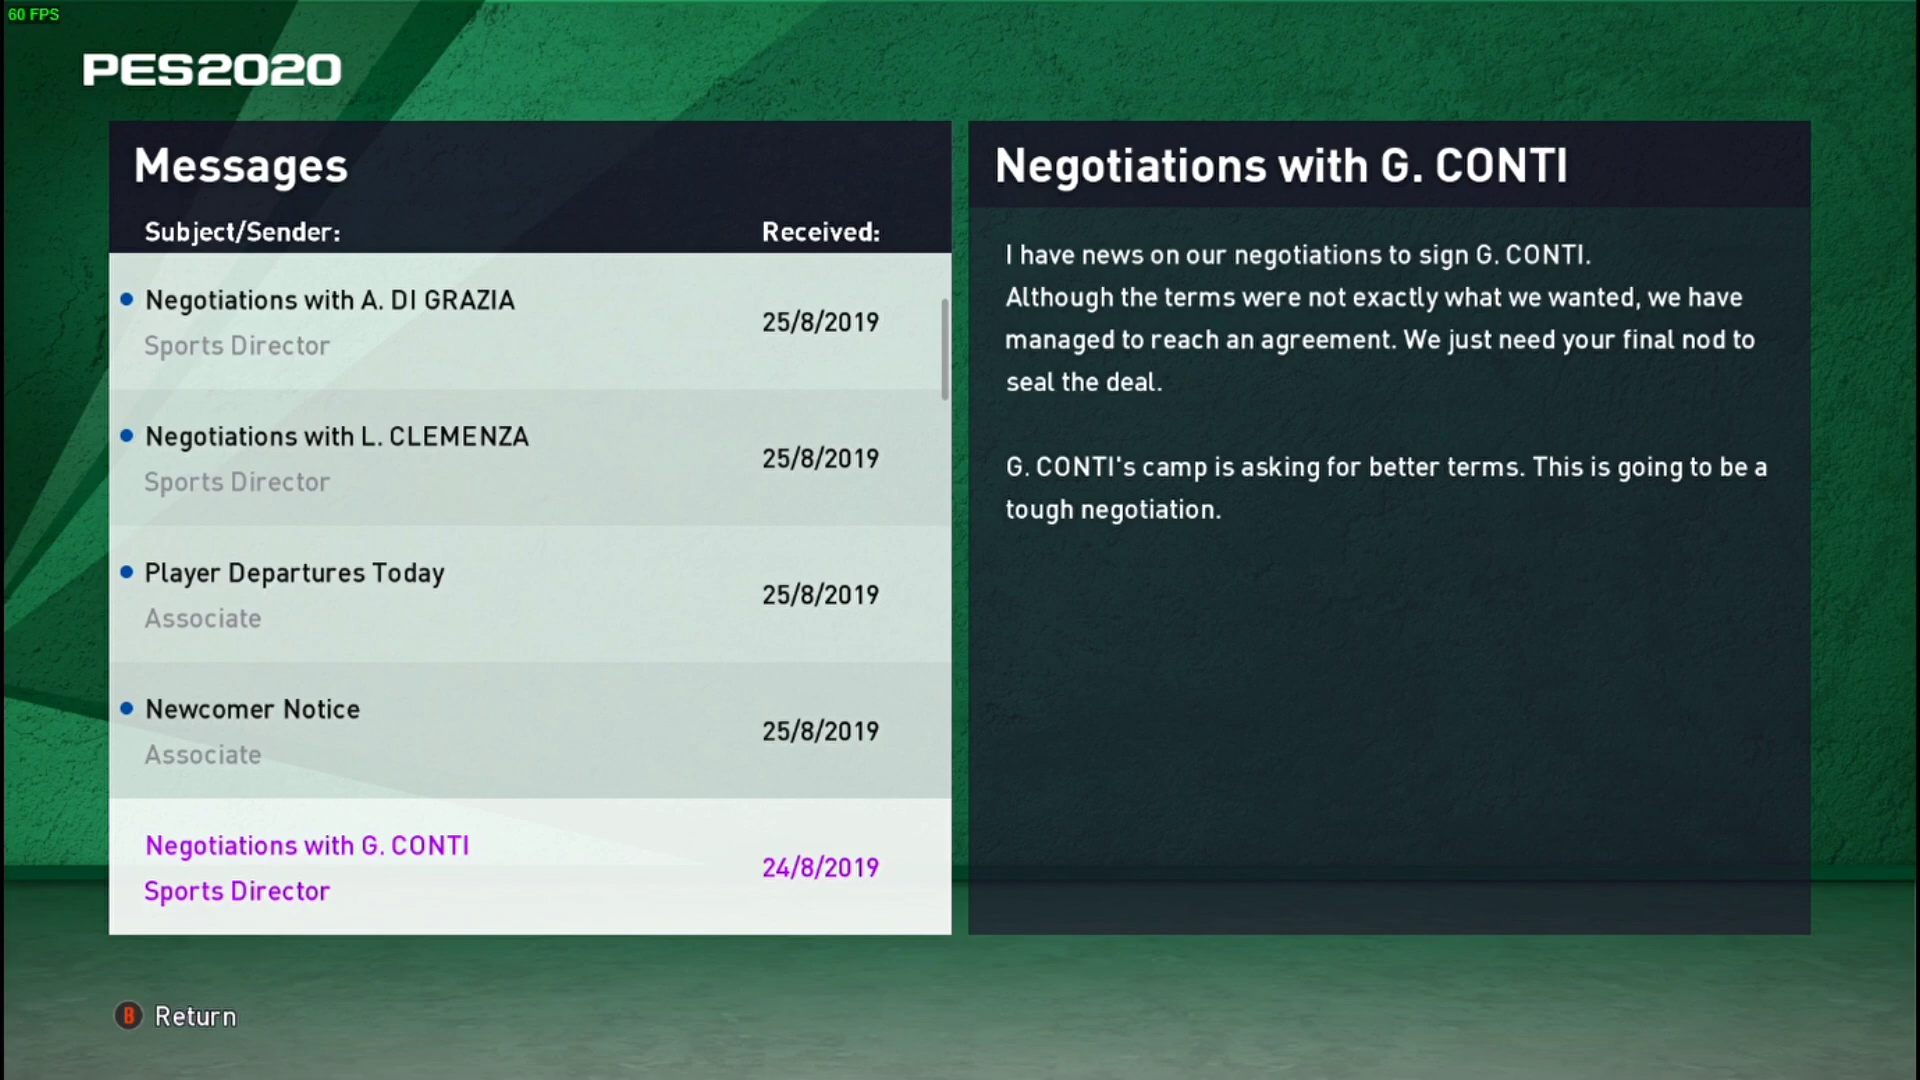 60 FPS
PES2020
Messages
Subject/Sender:
Received:
Negotiations with A. DI GRAZIA
Sports Director
25/8/2019
Negotiations with L. CLEMENZA
Sports Director
25/8/2019
Player Departures Today
Associate
25/8/2019
Newcomer Notice
Associate
25/8/2019
Negotiations with G. CONTI
Sports Director
24/8/2019
Negotiations with G. CONTI
I have news on our negotiations to sign G. CONTI.
Although the terms were not exactly what we wanted, we have
managed to reach an agreement. We just need your final nod to
seal the deal.
G. CONTI's camp is asking for better terms. This is going to be a
tough negotiation.
B Return